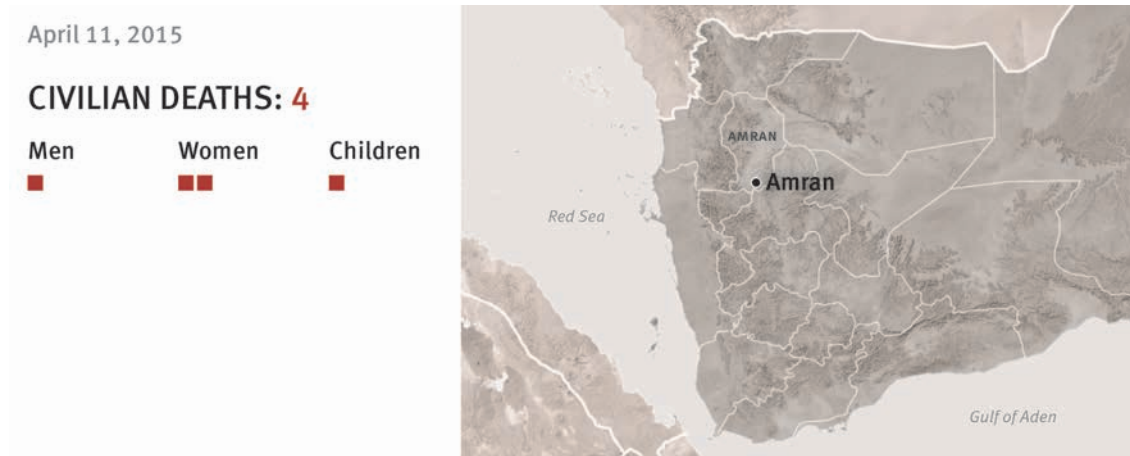 April 11, 2015
CIVILIAN DEATHS: 4
Men Women Children
AMRAN
Amran
Red Sea
Gulf of Aden